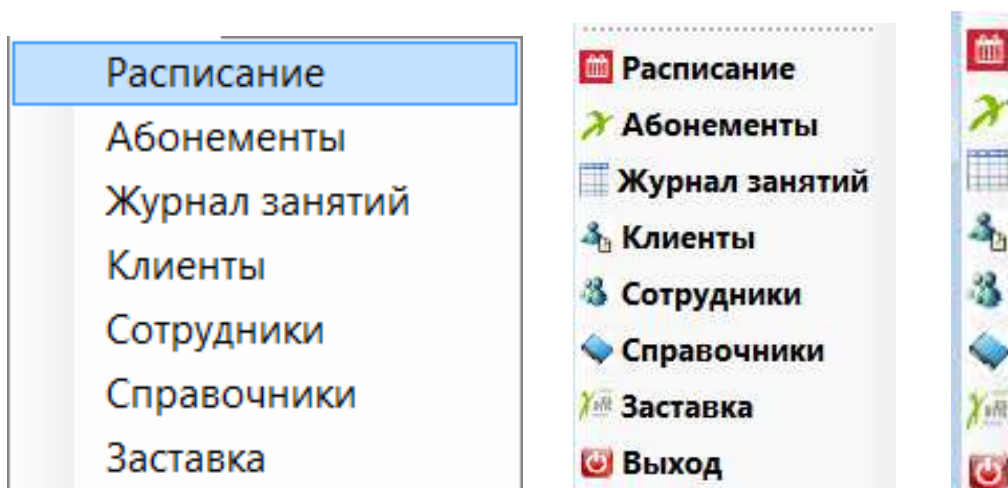 Расписание
Абонементы
Журнал занятий
Клиенты
Сотрудники
Справочники
Заставка
Расписание
Абонементы
Журнал занятий
Клиенты
Сотрудники
Справочники
Заставка
Выход